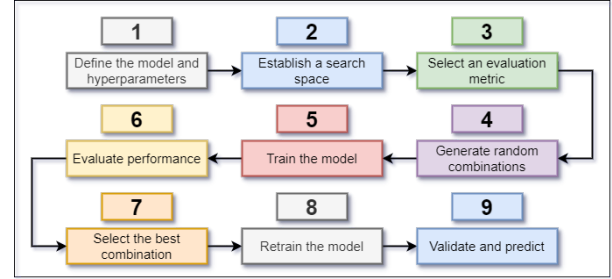 1
Define the model and
hyperparameters
2
Establish a search
space
3
Select an evaluation
metric
4
Generate random
combinations
5
Train the model
6
Evaluate performance
7
Select the best
combination
8
Retrain the model
9
Validate and predict